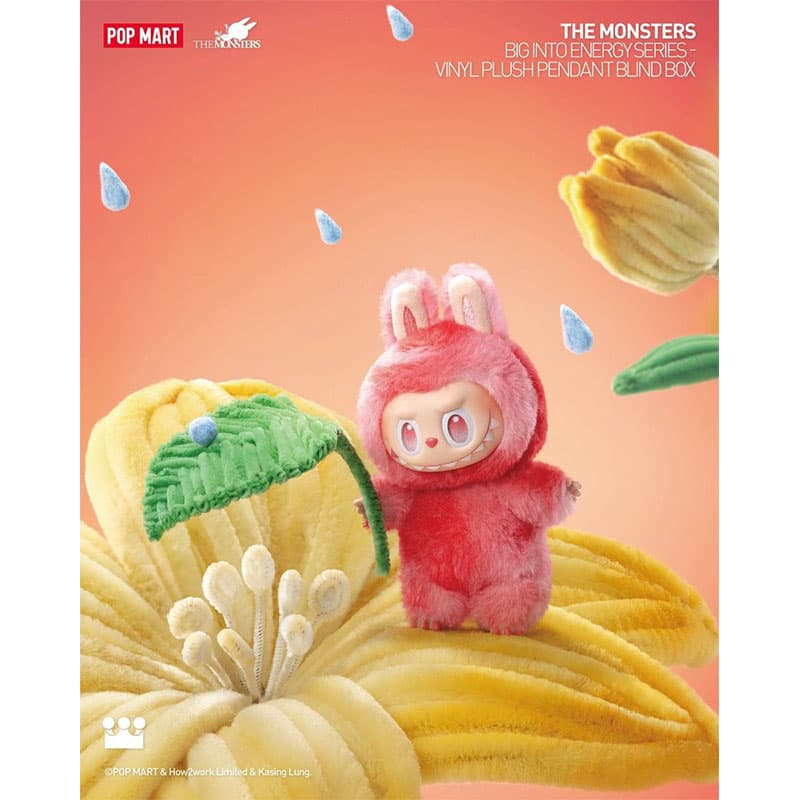 POP MART
THE MONSTERS
THE MONSTERS
BIG INTO ENERGY SERIES -
VINYL PLUSH PENDANT BLIND BOX
©POP MART & How2work Limited & Kasing Lung.